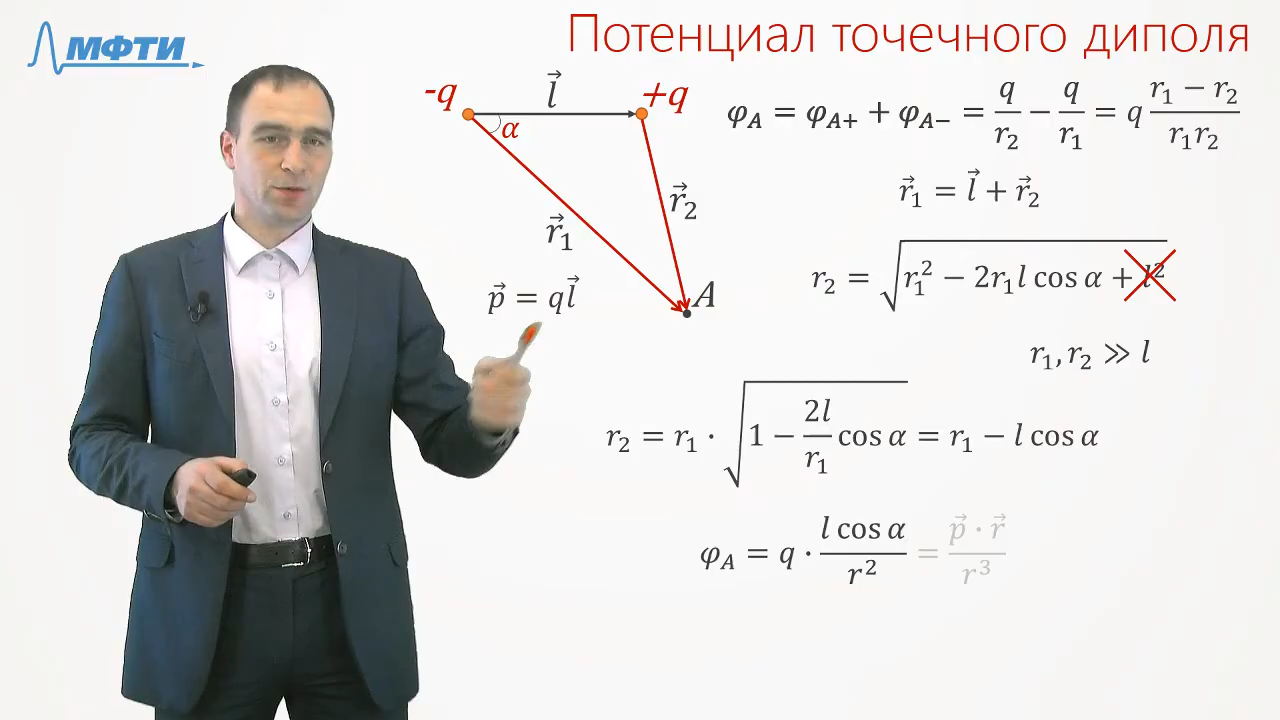 МФТИ
Потенциал точечного диполя
-q
l⃗
+q
α
φ_A = φ_A+ + φ_A− = q/r₂ − q/r₁ = q (r₁ − r₂)/(r₁r₂)
r⃗₁ = l⃗ + r⃗₂
r⃗₂
r⃗₁
r₂ = √(r₁² − 2r₁l cos α + l²)
p⃗ = ql⃗
A
r₁, r₂ ≫ l
r₂ = r₁ · √(1 − (2l/r₁) cos α) = r₁ − l cos α
φ_A = q · (l cos α)/r² = (p⃗ · r⃗)/r³